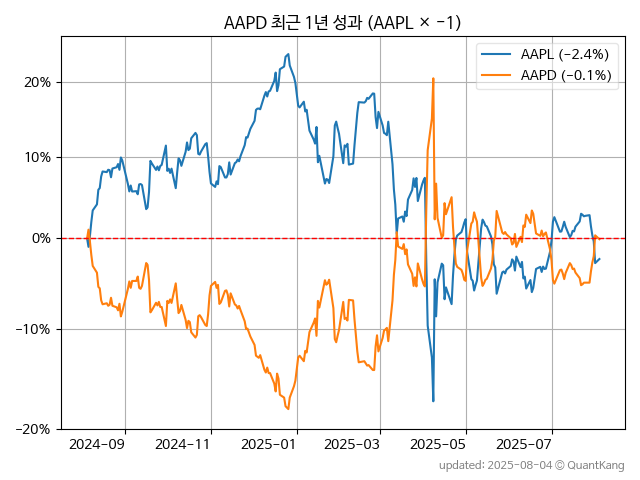 AAPD 최근 1년 성과 (AAPL × −1)
AAPL (−2.4%)
AAPD (−0.1%)
20%
10%
0%
−10%
−20%
2024−09
2024−11
2025−01
2025−03
2025−05
2025−07
updated: 2025-08-04 © QuantKang